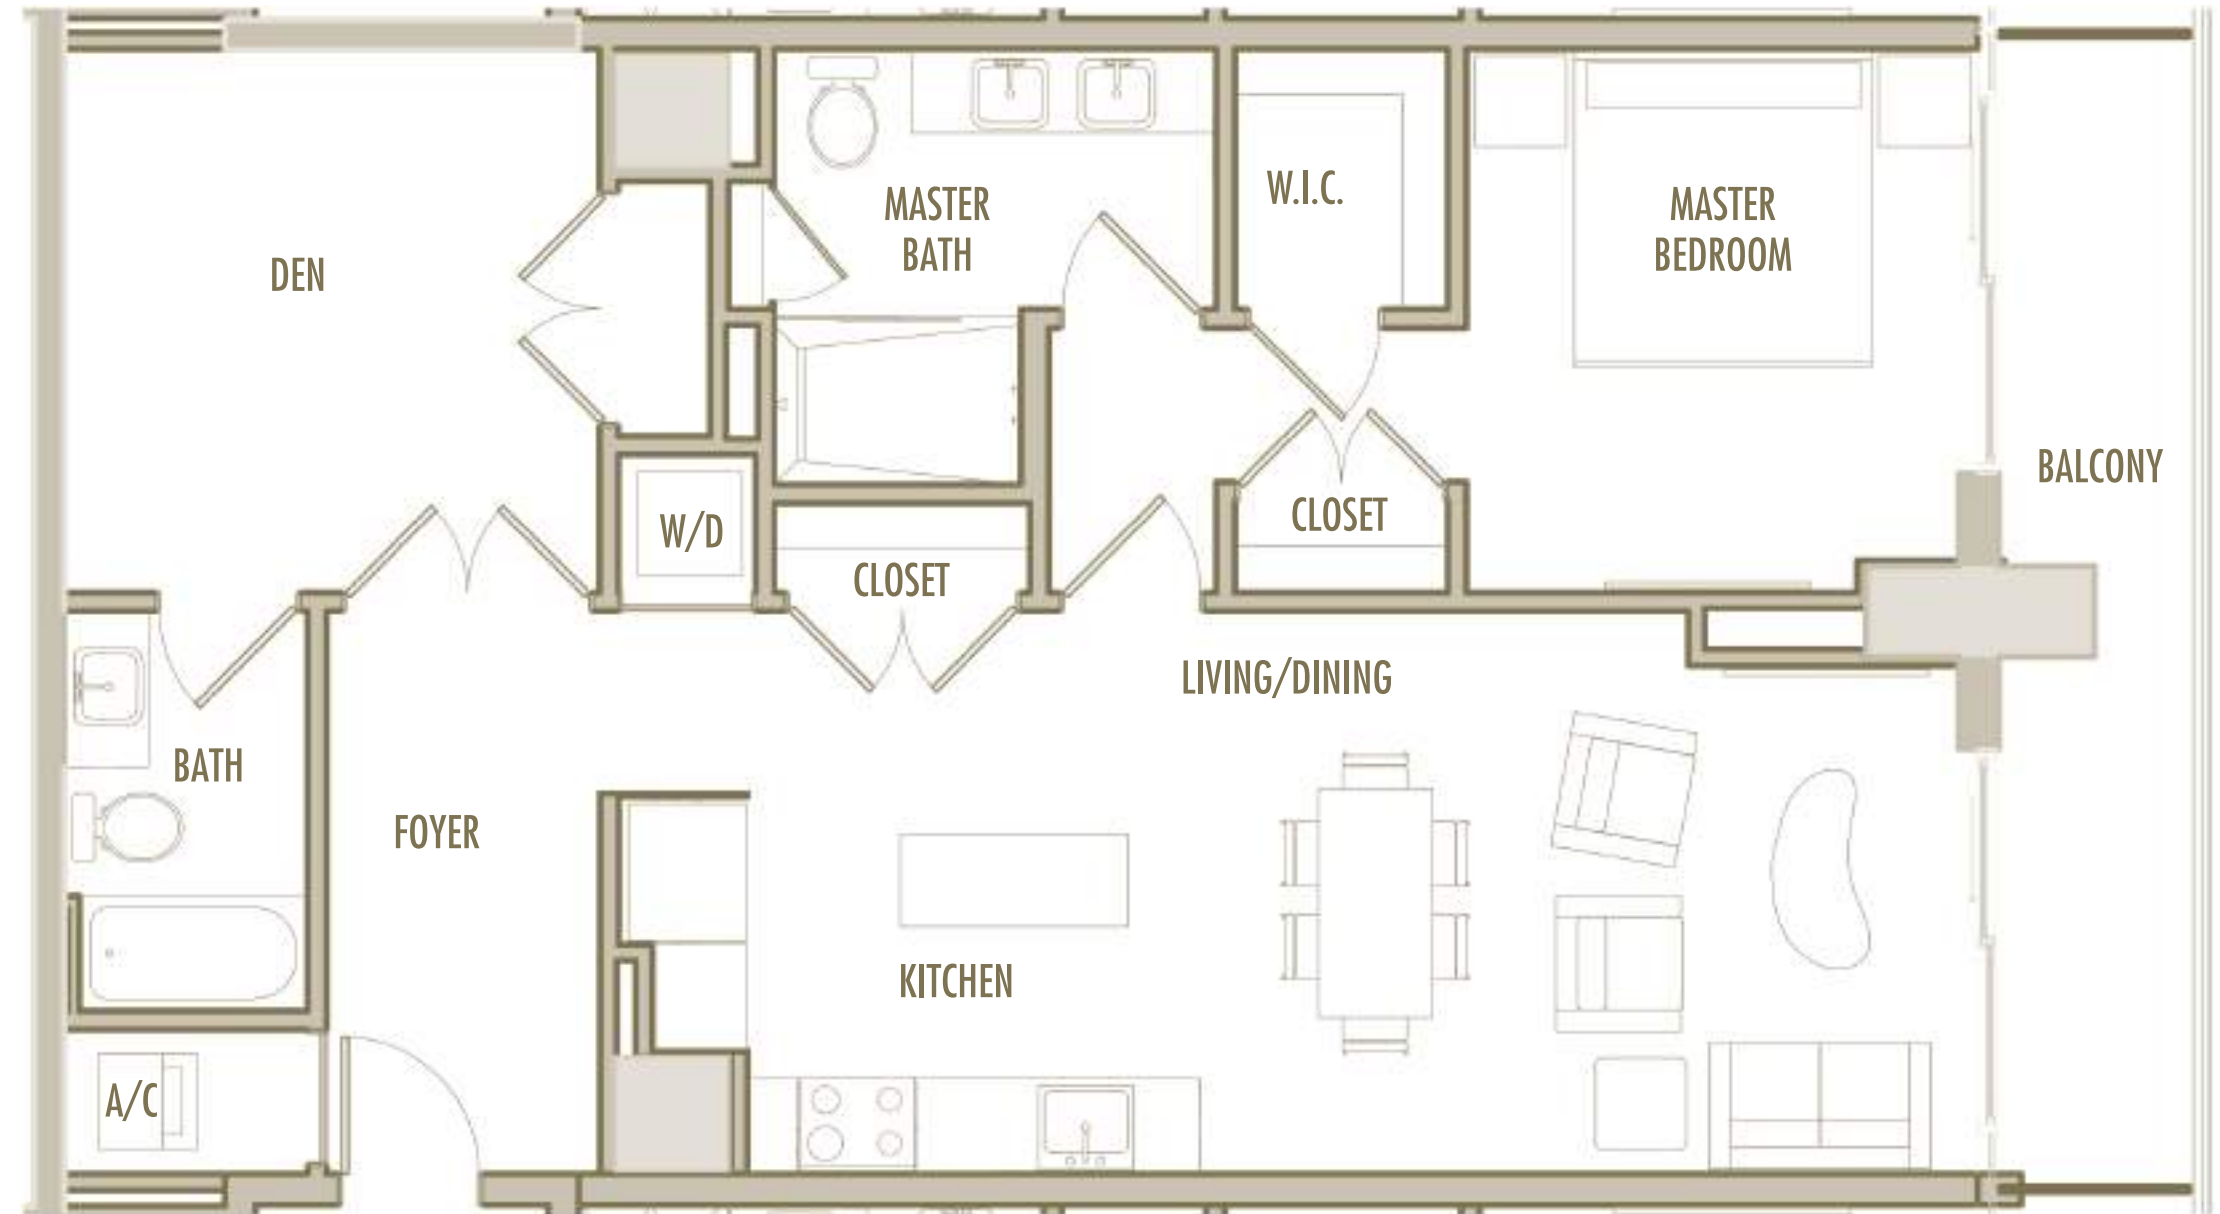 MASTER
BATH
W.I.C.
MASTER
BEDROOM
DEN
BALCONY
W/D
CLOSET
CLOSET
LIVING/DINING
BATH
FOYER
KITCHEN
A/C